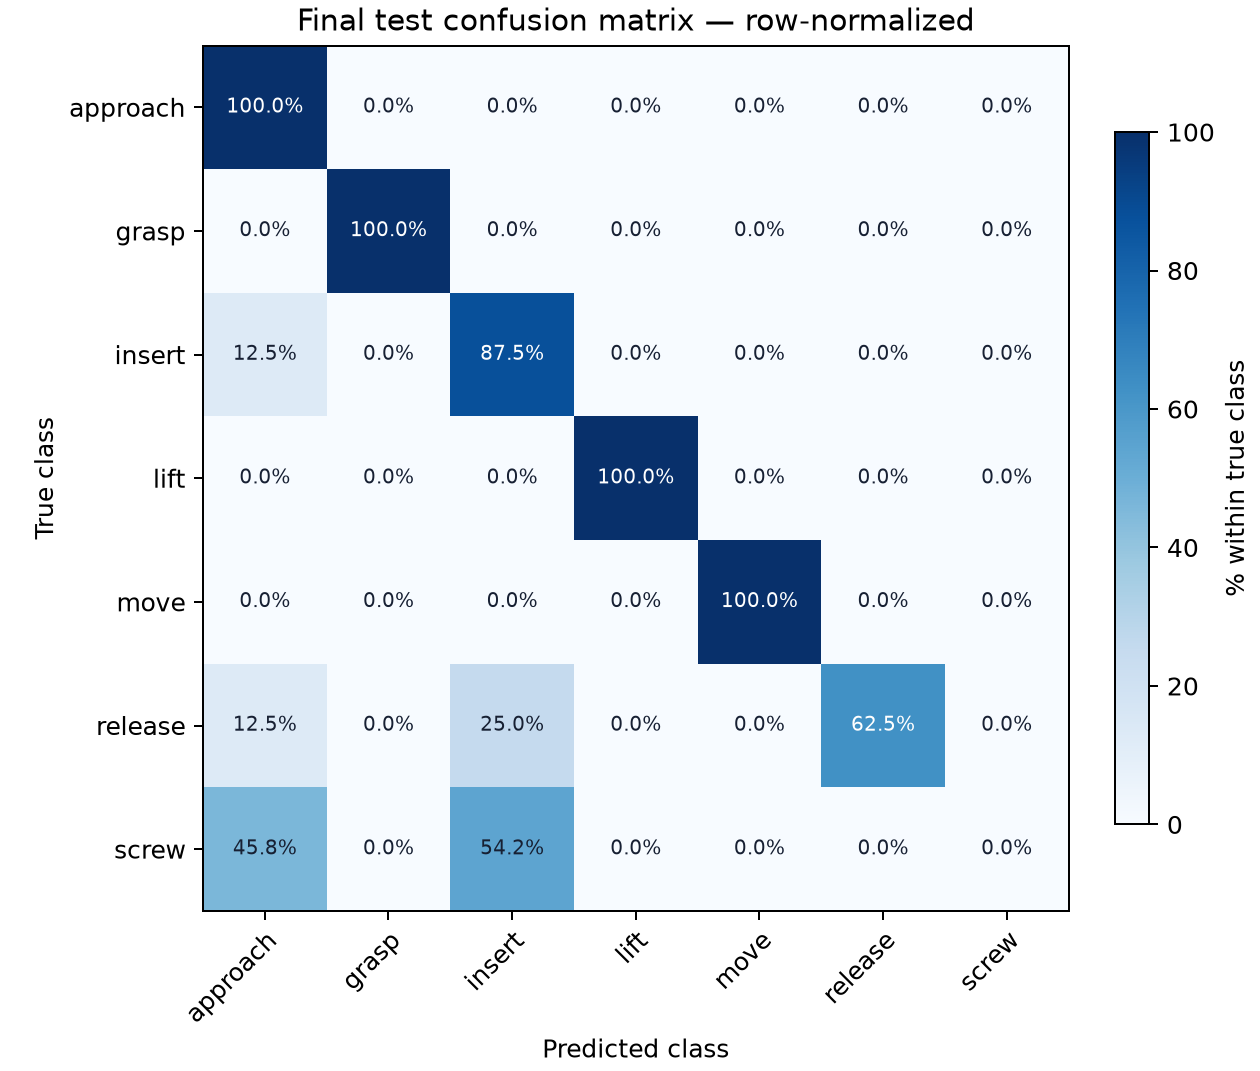 Final test confusion matrix — row-normalized
approach 100.0% 0.0% 0.0% 0.0% 0.0% 0.0% 0.0%
grasp 0.0% 100.0% 0.0% 0.0% 0.0% 0.0% 0.0%
insert 12.5% 0.0% 87.5% 0.0% 0.0% 0.0% 0.0%
lift 0.0% 0.0% 0.0% 100.0% 0.0% 0.0% 0.0%
move 0.0% 0.0% 0.0% 0.0% 100.0% 0.0% 0.0%
release 12.5% 0.0% 25.0% 0.0% 0.0% 62.5% 0.0%
screw 45.8% 0.0% 54.2% 0.0% 0.0% 0.0% 0.0%
approach grasp insert lift move release screw
Predicted class
True class
100
80
60
40
20
0
% within true class